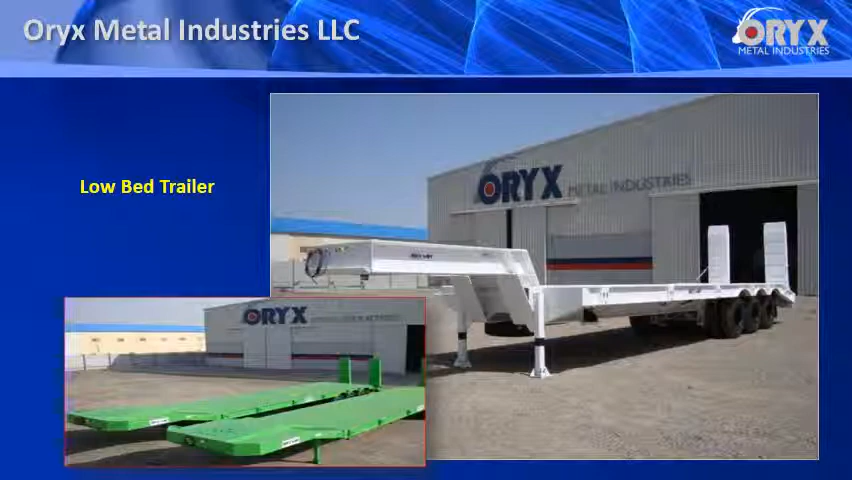 Oryx Metal Industries LLC
ORYX
METAL INDUSTRIES
Low Bed Trailer
ORYX METAL INDUSTRIES
ORYX